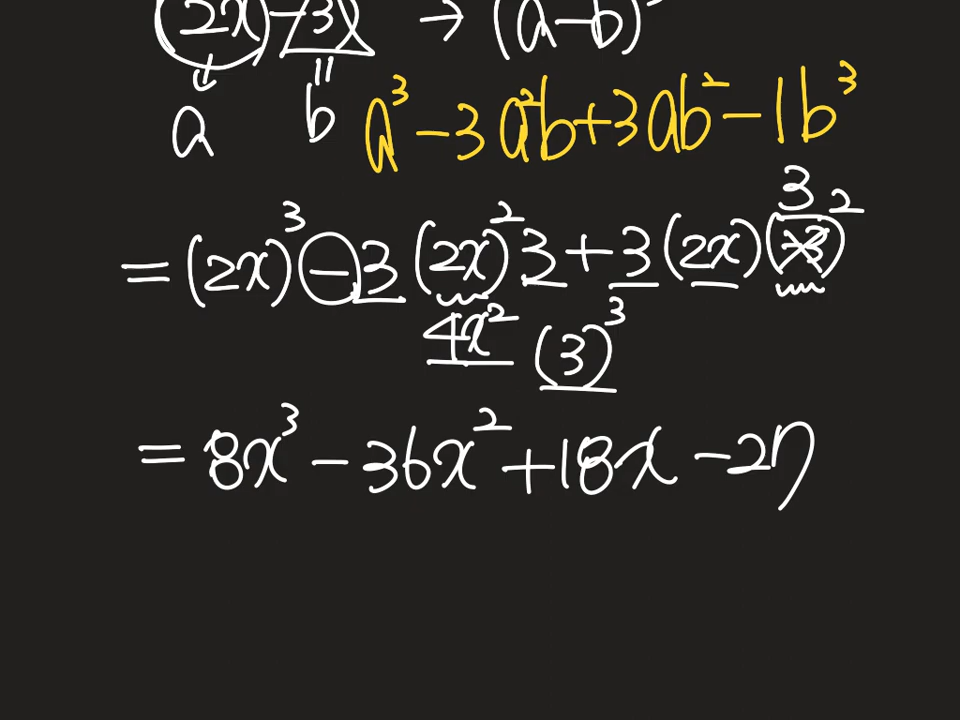 (2x)-3 → (a-b)³
a b a³-3a²b+3ab²-1b³
3
=(2x)³-3(2x)²3+3(2x)(-3)²
4x² (3)³
=8x³-36x²+18x-27